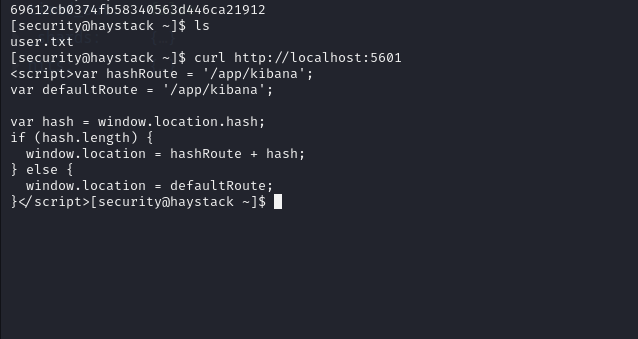 69612cb0374fb58340563d446ca21912
[security@haystack ~]$ ls
user.txt
[security@haystack ~]$ curl http://localhost:5601
<script>var hashRoute = '/app/kibana';
var defaultRoute = '/app/kibana';

var hash = window.location.hash;
if (hash.length) {
  window.location = hashRoute + hash;
} else {
  window.location = defaultRoute;
}</script>[security@haystack ~]$